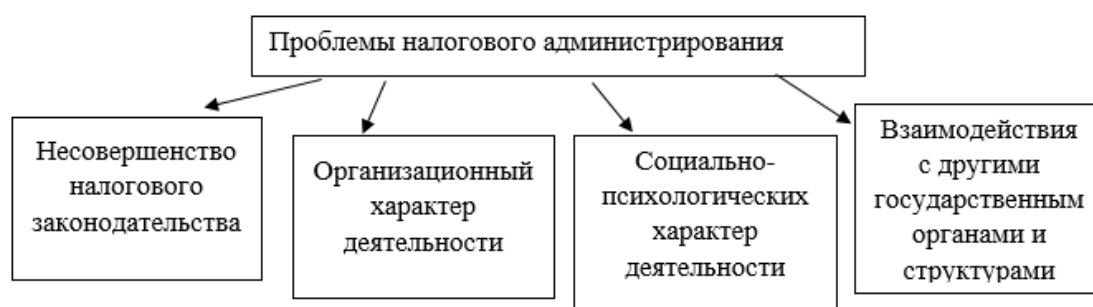 Проблемы налогового администрирования
Несовершенство
налогового
законодательства
Организационный
характер
деятельности
Социально-
психологических
характер
деятельности
Взаимодействия
с другими
государственным
органами и
структурами